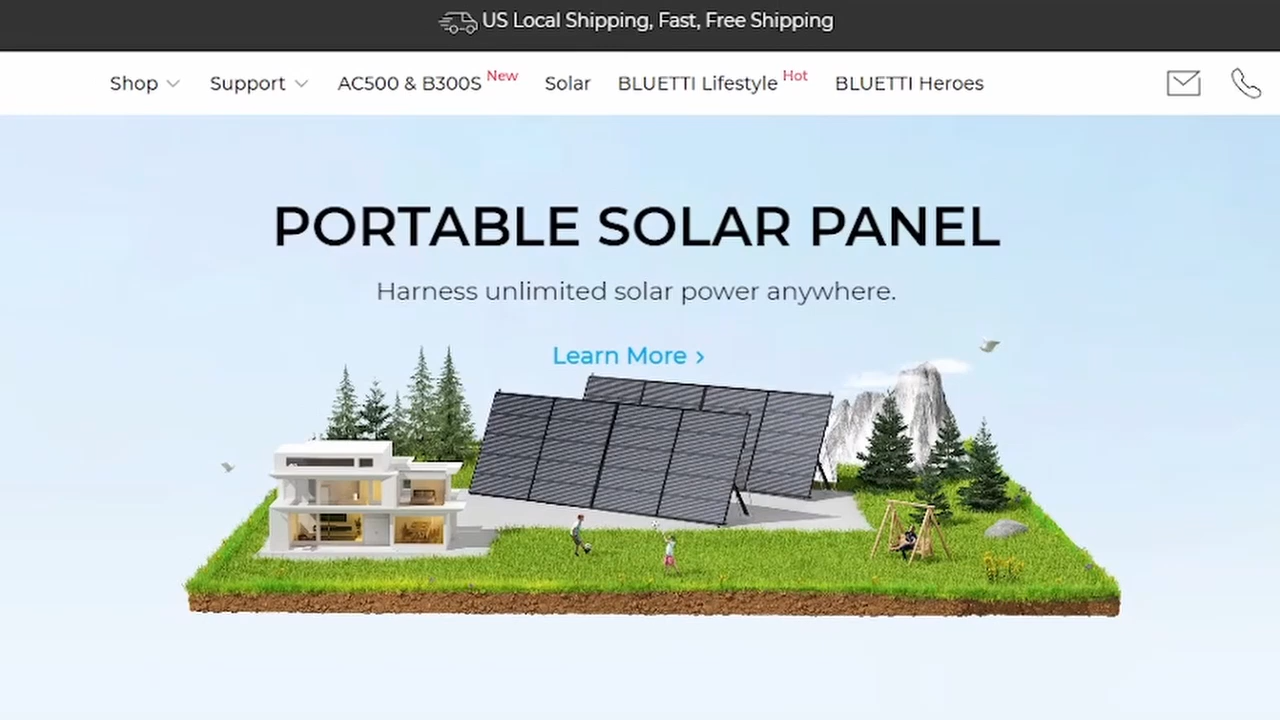 US Local Shipping, Fast, Free Shipping
Shop Support AC500 & B300S New Solar BLUETTI Lifestyle Hot BLUETTI Heroes
PORTABLE SOLAR PANEL
Harness unlimited solar power anywhere.
Learn More >